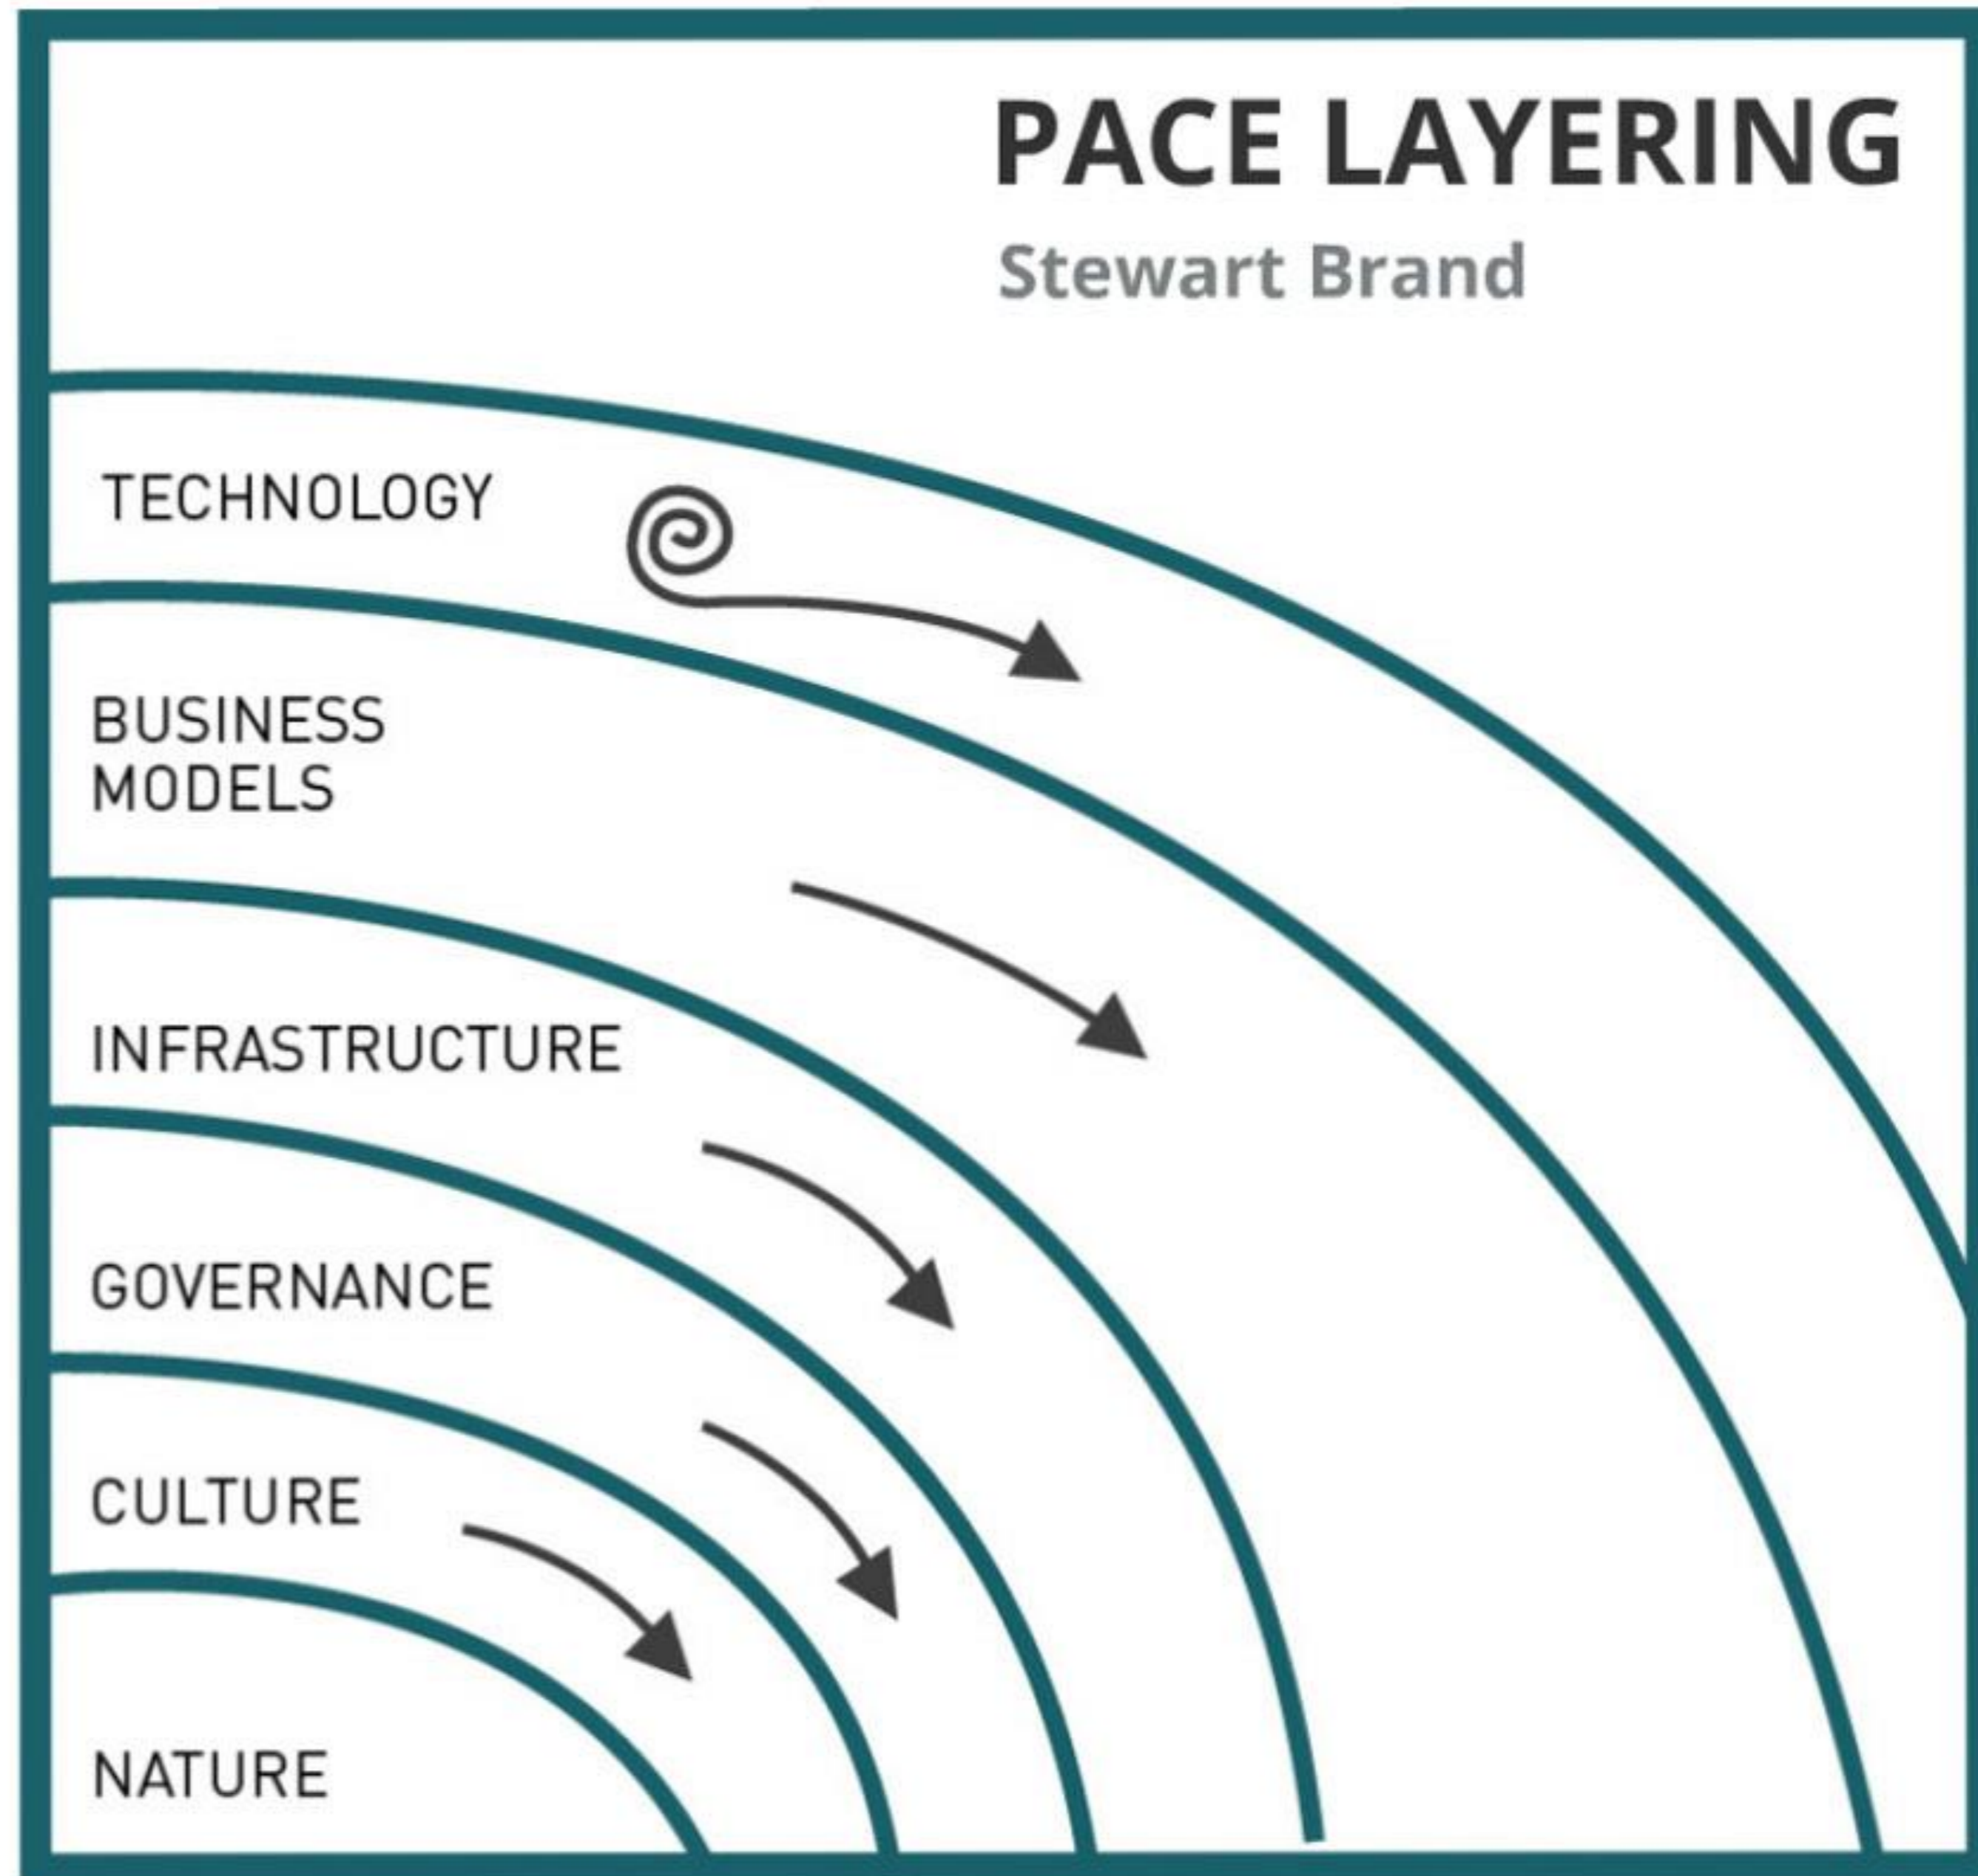 PACE LAYERING
Stewart Brand
TECHNOLOGY
BUSINESS
MODELS
INFRASTRUCTURE
GOVERNANCE
CULTURE
NATURE